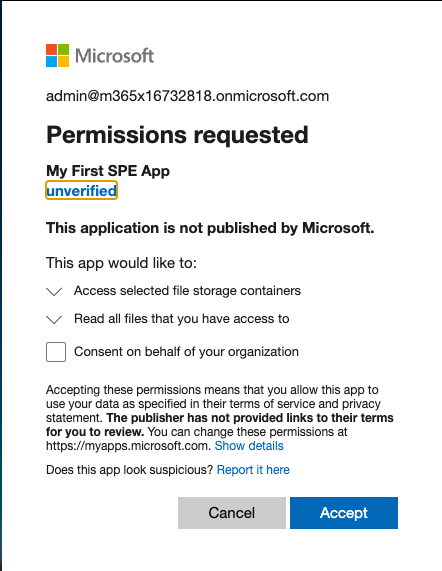 Microsoft
admin@m365x16732818.onmicrosoft.com
Permissions requested
My First SPE App
unverified
This application is not published by Microsoft.
This app would like to:
Access selected file storage containers
Read all files that you have access to
Consent on behalf of your organization
Accepting these permissions means that you allow this app to
use your data as specified in their terms of service and privacy
statement. The publisher has not provided links to their terms
for you to review. You can change these permissions at
https://myapps.microsoft.com. Show details
Does this app look suspicious? Report it here
Cancel Accept